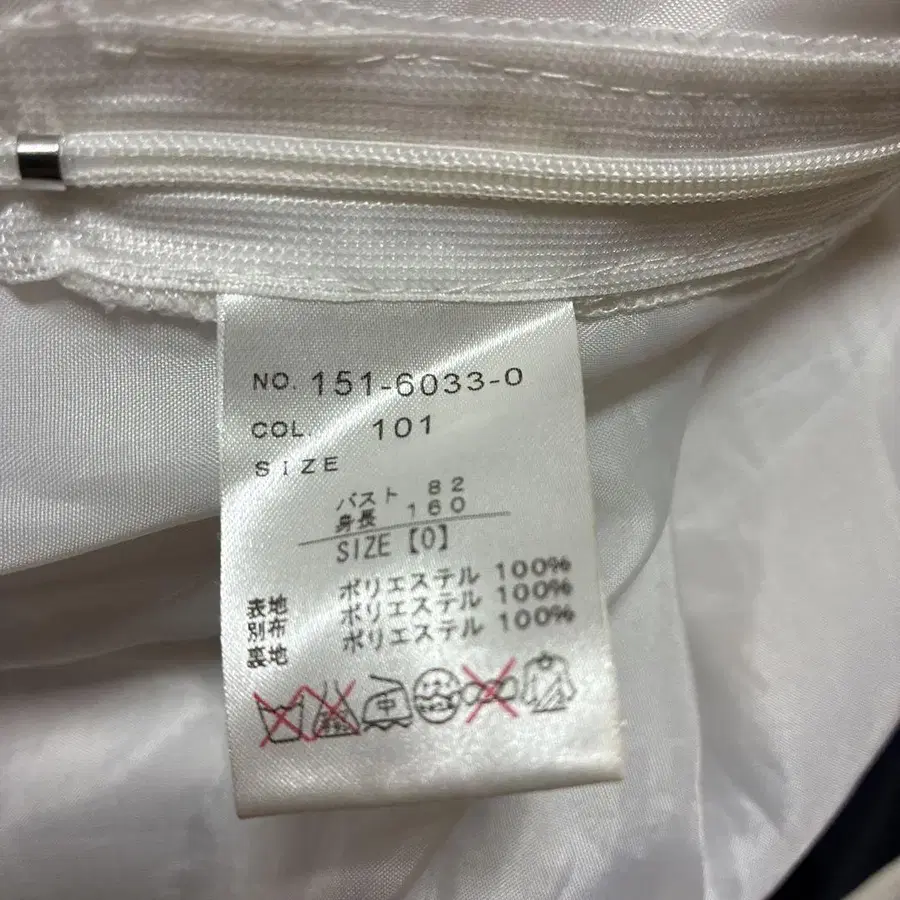 NO. 151-6033-0
COL. 101
SIZE
バスト 82
身長 160
SIZE【0】
表地 ポリエステル 100%
別布 ポリエステル 100%
裏地 ポリエステル 100%
中